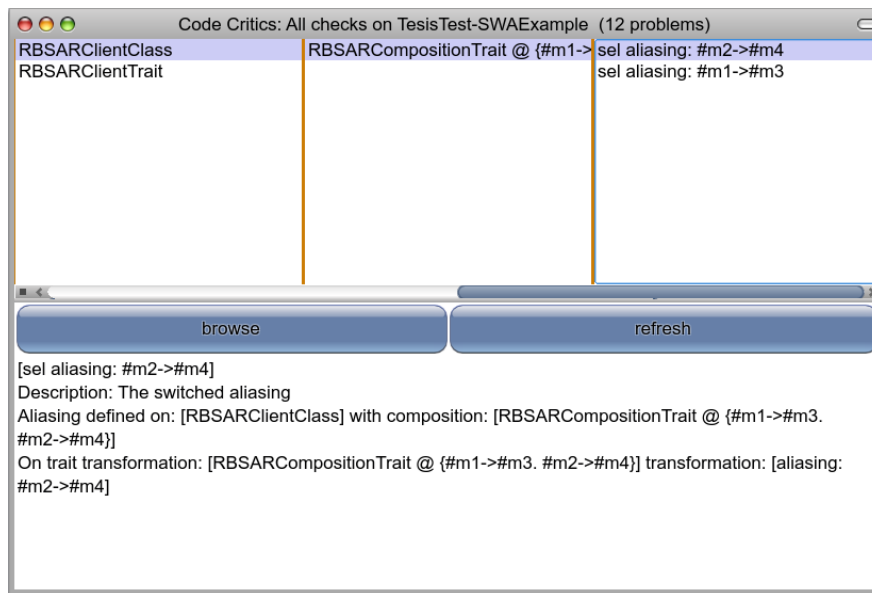 Code Critics: All checks on TesisTest-SWAExample (12 problems)
RBSARClientClass
RBSARClientTrait
RBSARCompositionTrait @ {#m1->
sel aliasing: #m2->#m4
sel aliasing: #m1->#m3
browse
refresh
[sel aliasing: #m2->#m4]
Description: The switched aliasing
Aliasing defined on: [RBSARClientClass] with composition: [RBSARCompositionTrait @ {#m1->#m3.
#m2->#m4}]
On trait transformation: [RBSARCompositionTrait @ {#m1->#m3. #m2->#m4}] transformation: [aliasing:
#m2->#m4]